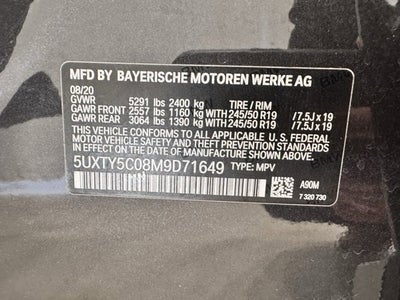 MFD BY BAYERISCHE MOTOREN WERKE AG
08/20
GVWR 5291 lbs 2400 kg TIRE / RIM
GAWR FRONT 2557 lbs 1160 kg WITH 245/50 R19 /7.5J x 19
GAWR REAR 3064 lbs 1390 kg WITH 245/50 R19 /7.5J x 19
THIS VEHICLE CONFORMS TO ALL APPLICABLE U. S. FEDERAL
MOTOR VEHICLE SAFETY AND THEFT PREVENTION STANDARDS
IN EFFECT ON THE DATE OF MANUFACTURE SHOWN ABOVE.
5UXTY5C08M9D71649 TYPE: MPV
A90M
7 320 730